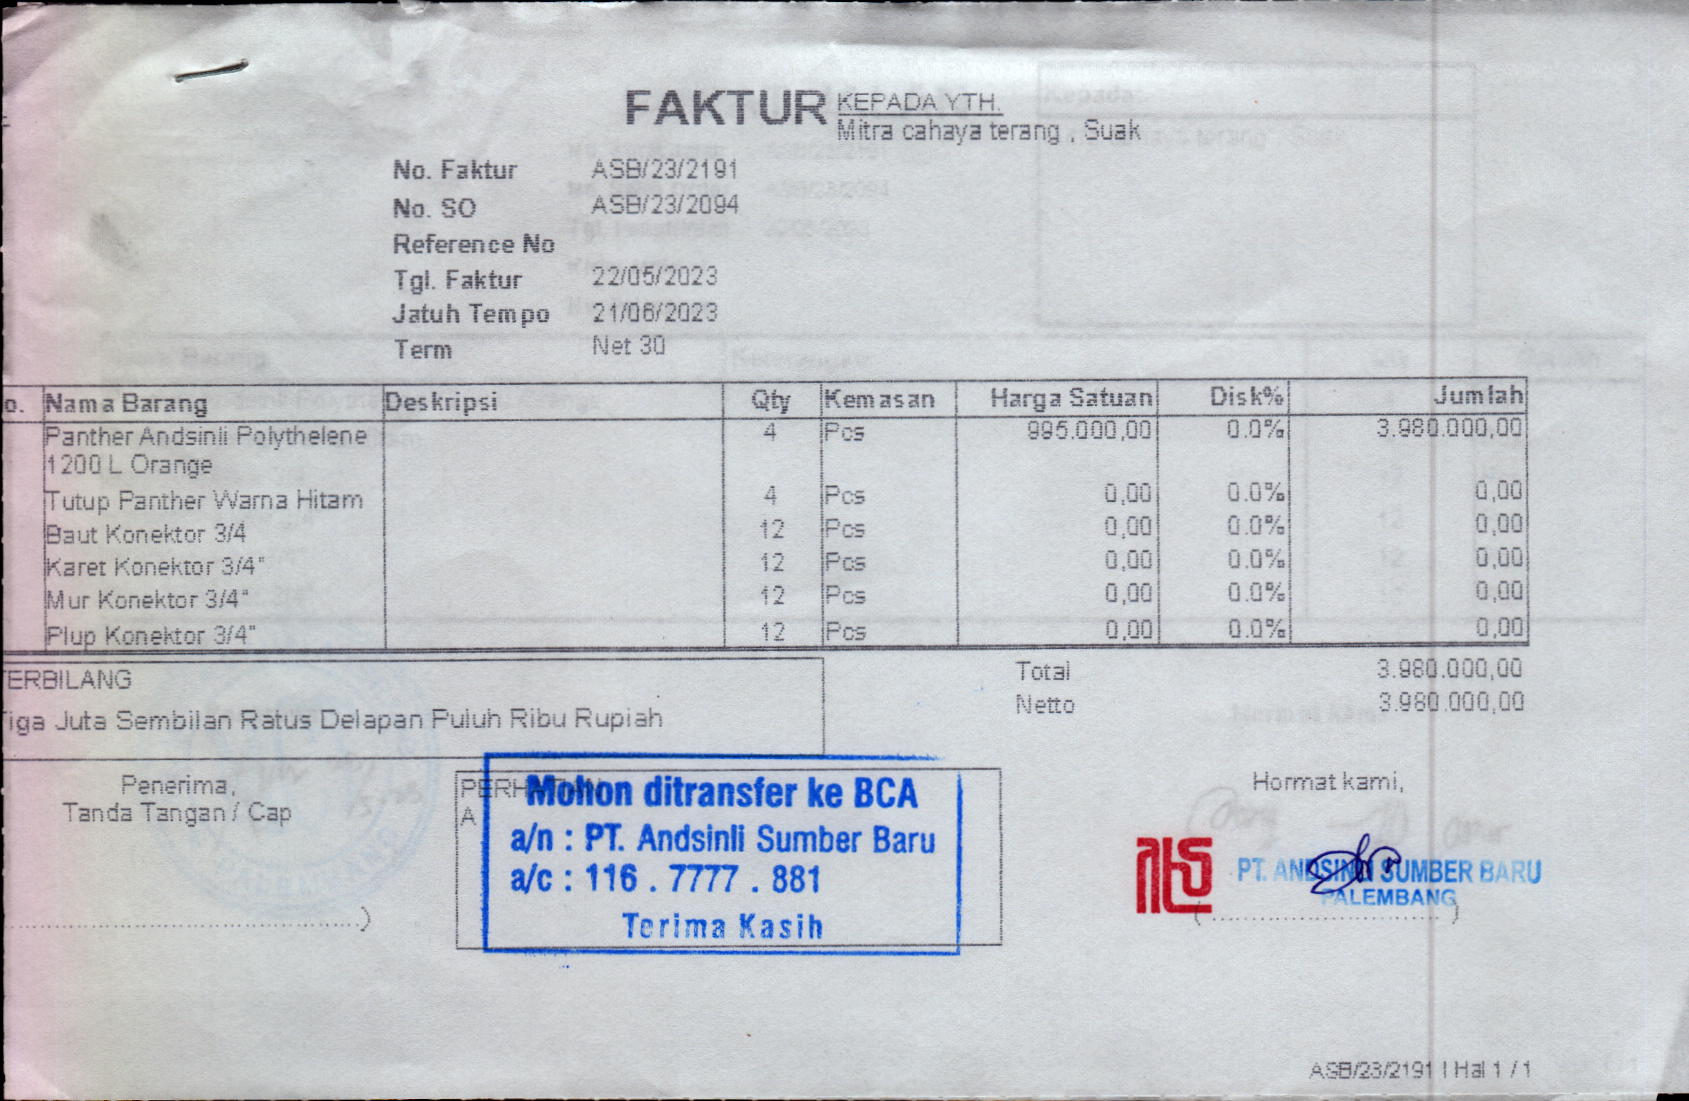 FAKTUR
KEPADA YTH.
Mitra cahaya terang , Suak
No. Faktur ASB/23/2191
No. SO ASB/23/2094
Reference No
Tgl. Faktur 22/05/2023
Jatuh Tempo 21/06/2023
Term Net 30
o. Nama Barang Deskripsi Qty Kemasan Harga Satuan Disk% Jumlah
Panther Andsinli Polythelene 4 Pcs 995.000,00 0.0% 3.980.000,00
1200 L Orange
Tutup Panther Warna Hitam 4 Pcs 0,00 0.0% 0,00
Baut Konektor 3/4 12 Pcs 0,00 0.0% 0,00
Karet Konektor 3/4" 12 Pcs 0,00 0.0% 0,00
Mur Konektor 3/4" 12 Pcs 0,00 0.0% 0,00
Plup Konektor 3/4" 12 Pcs 0,00 0.0% 0,00
ERBILANG Total 3.980.000,00
iga Juta Sembilan Ratus Delapan Puluh Ribu Rupiah Netto 3.980.000,00
Penerima,
Tanda Tangan / Cap
Mohon ditransfer ke BCA
a/n : PT. Andsinli Sumber Baru
a/c : 116 . 7777 . 881
Terima Kasih
Hormat kami,
PT. ANDSINLI SUMBER BARU
PALEMBANG
ASB/23/2191 | Hal 1 / 1